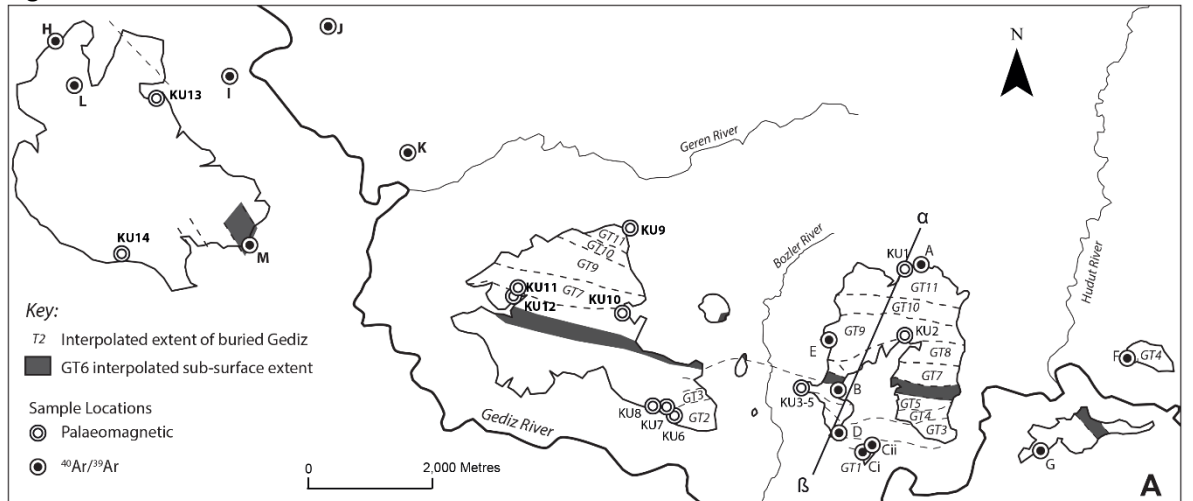 H
J
L
I
KU13
K
KU14
M
N
Geren River
Bozler River
Hudut River
Gediz River
KU9
GT11
GT10
GT9
GT7
KU11
KU12
KU10
GT3
GT2
KU8
KU7
KU6
α
KU1
A
GT11
GT10
GT9
KU2
E
GT8
GT7
KU3-5
B
GT5
GT4
GT3
D
Cii
GT1
Ci
ß
F
GT4
G
Key:
T2 Interpolated extent of buried Gediz
GT6 interpolated sub-surface extent
Sample Locations
Palaeomagnetic
⁴⁰Ar/³⁹Ar
0 2,000 Metres
A